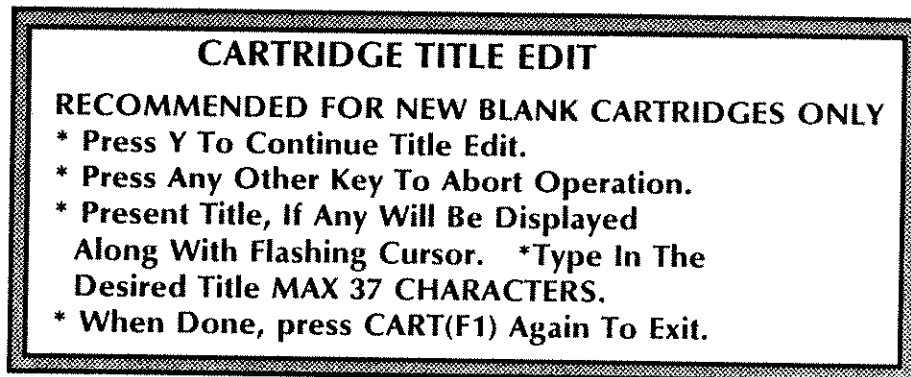 CARTRIDGE TITLE EDIT
RECOMMENDED FOR NEW BLANK CARTRIDGES ONLY
* Press Y To Continue Title Edit.
* Press Any Other Key To Abort Operation.
* Present Title, If Any Will Be Displayed
Along With Flashing Cursor. *Type In The
Desired Title MAX 37 CHARACTERS.
* When Done, press CART(F1) Again To Exit.